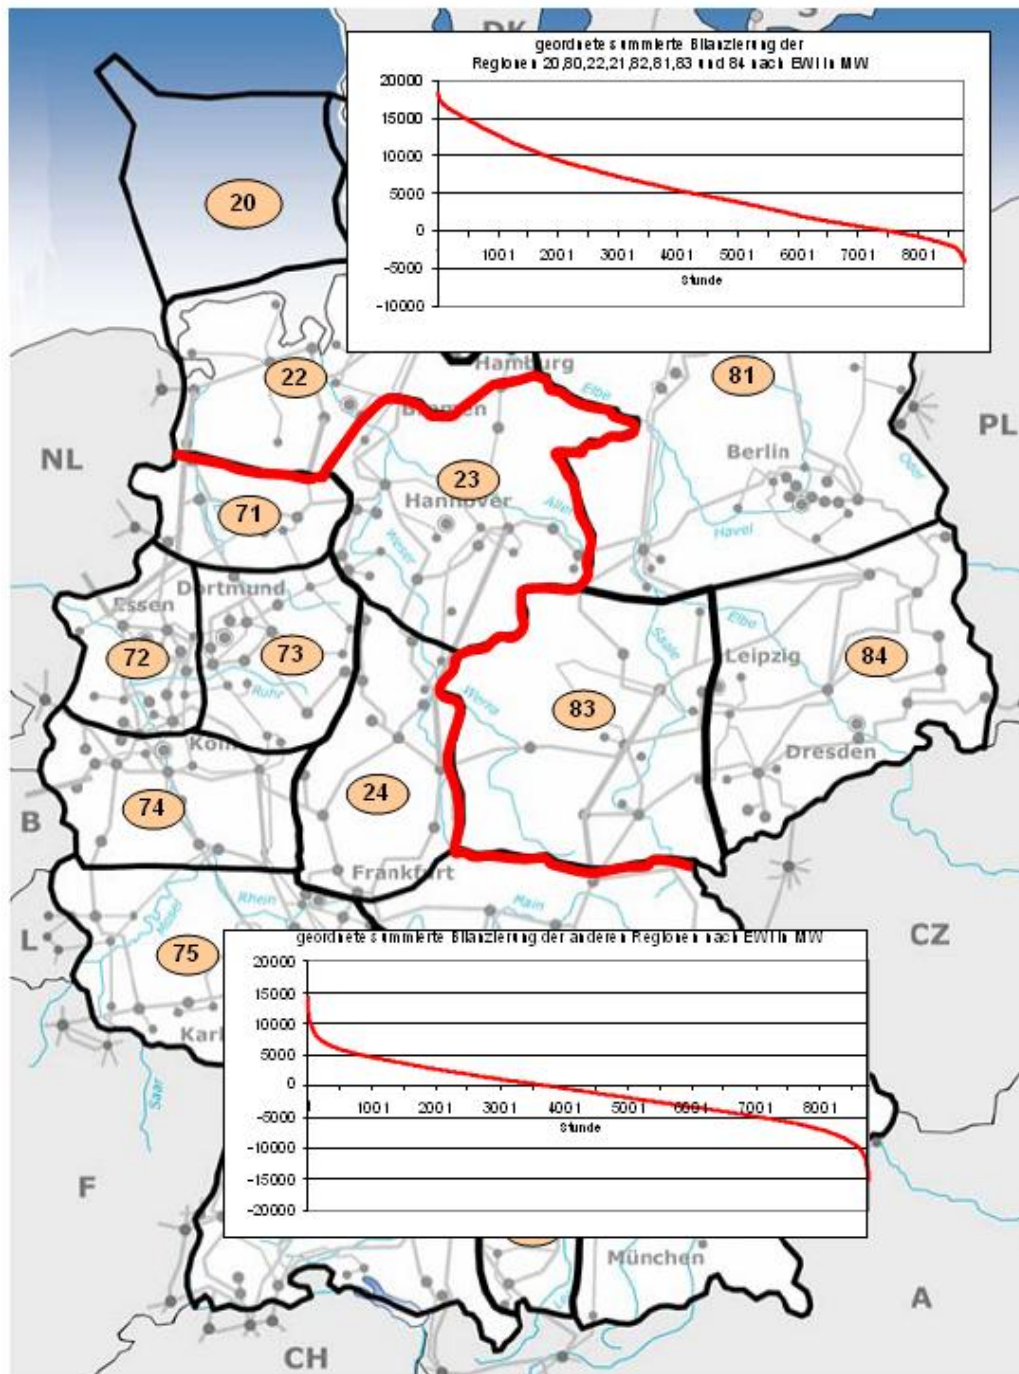 DK
S
geordnete summierte Bilanzierung der
Regionen 20,80,22,21,82,81,83 und 84 nach EWI in MW
20000
15000
10000
5000
0
-5000
-10000
1001 2001 3001 4001 5001 6001 7001 8001
Stunde
20
22
Hamburg
Elbe
81
Bremen
NL
PL
Berlin
Oder
23
Hannover
71
Aller
Havel
Weser
Dortmund
Essen
Elbe
72
73
Saale
Leipzig
84
Ruhr
Werra
83
Köln
Dresden
24
74
B
Frankfurt
Rhein
Main
Mosel
L
75
CZ
geordnete summierte Bilanzierung der anderen Regionen nach EWI in MW
20000
15000
10000
5000
0
-5000
-10000
-15000
-20000
1 1001 2001 3001 4001 5001 6001 7001 8001
Stunde
Karl
Saar
F
München
A
CH